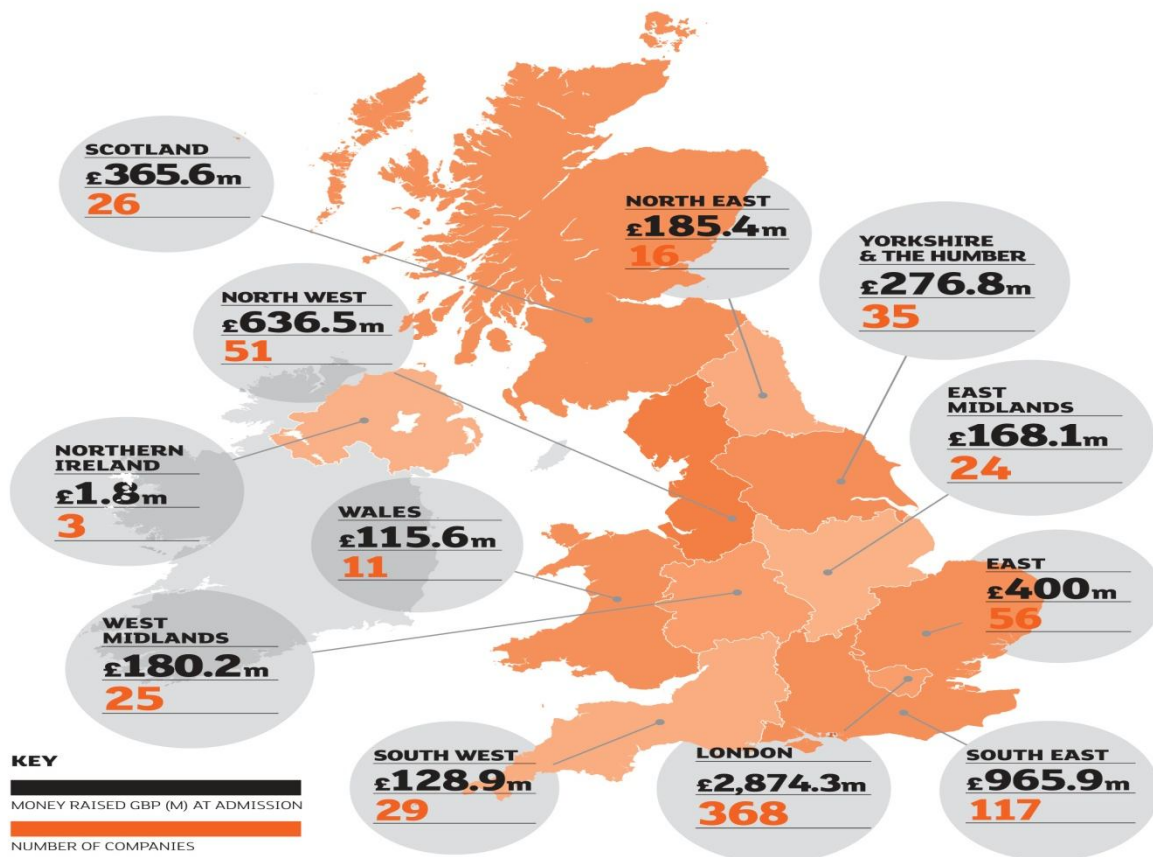 SCOTLAND
£365.6m
26
NORTH EAST
£185.4m
16
YORKSHIRE
& THE HUMBER
£276.8m
35
NORTH WEST
£636.5m
51
EAST
MIDLANDS
£168.1m
24
NORTHERN
IRELAND
£1.8m
3
WALES
£115.6m
11
EAST
£400m
56
WEST
MIDLANDS
£180.2m
25
SOUTH WEST
£128.9m
29
LONDON
£2,874.3m
368
SOUTH EAST
£965.9m
117
KEY
MONEY RAISED GBP (M) AT ADMISSION
NUMBER OF COMPANIES